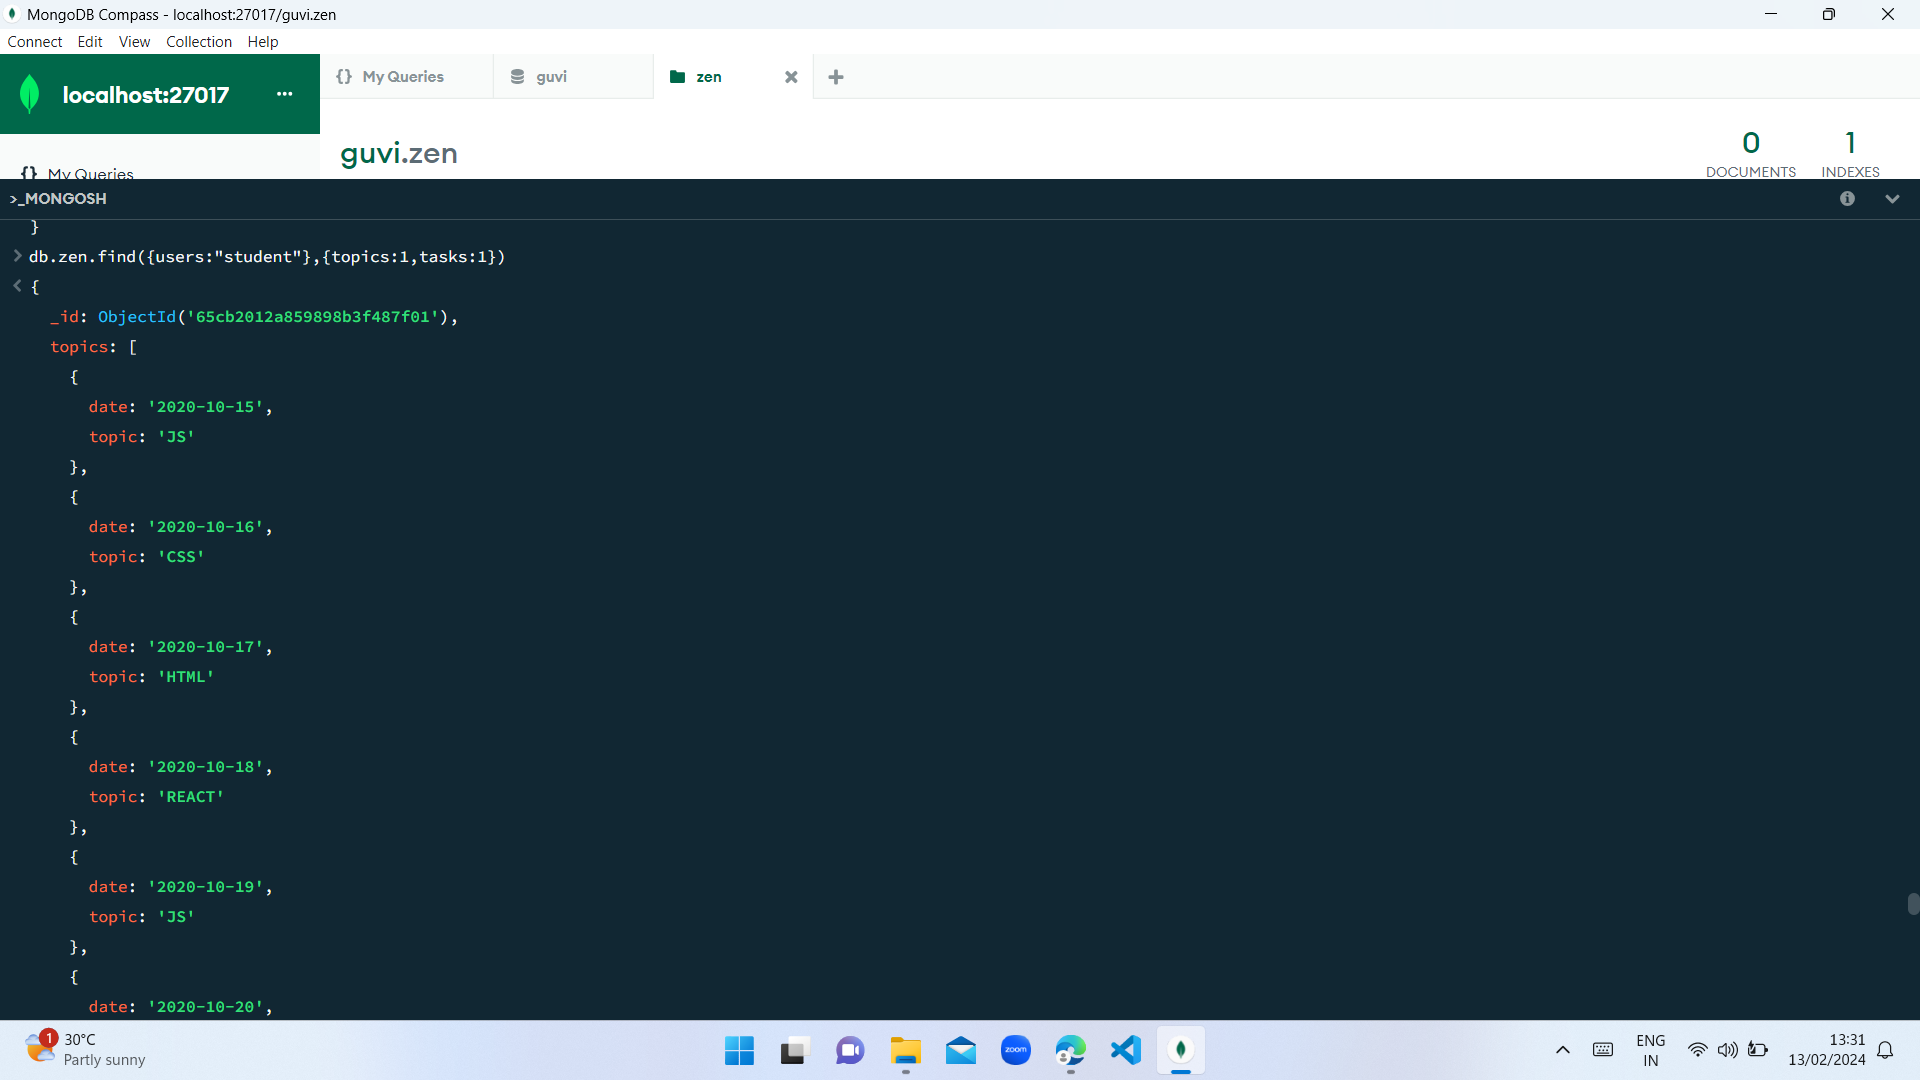 MongoDB Compass - localhost:27017/guvi.zen
Connect Edit View Collection Help
localhost:27017 ...
{} My Queries
guvi
zen
guvi.zen
0
DOCUMENTS
1
INDEXES
{} My Queries
>_MONGOSH
}
> db.zen.find({users:"student"},{topics:1,tasks:1})
< {
_id: ObjectId('65cb2012a859898b3f487f01'),
topics: [
{
date: '2020-10-15',
topic: 'JS'
},
{
date: '2020-10-16',
topic: 'CSS'
},
{
date: '2020-10-17',
topic: 'HTML'
},
{
date: '2020-10-18',
topic: 'REACT'
},
{
date: '2020-10-19',
topic: 'JS'
},
{
date: '2020-10-20',
1
30°C
Partly sunny
zoom
ENG
IN
13:31
13/02/2024